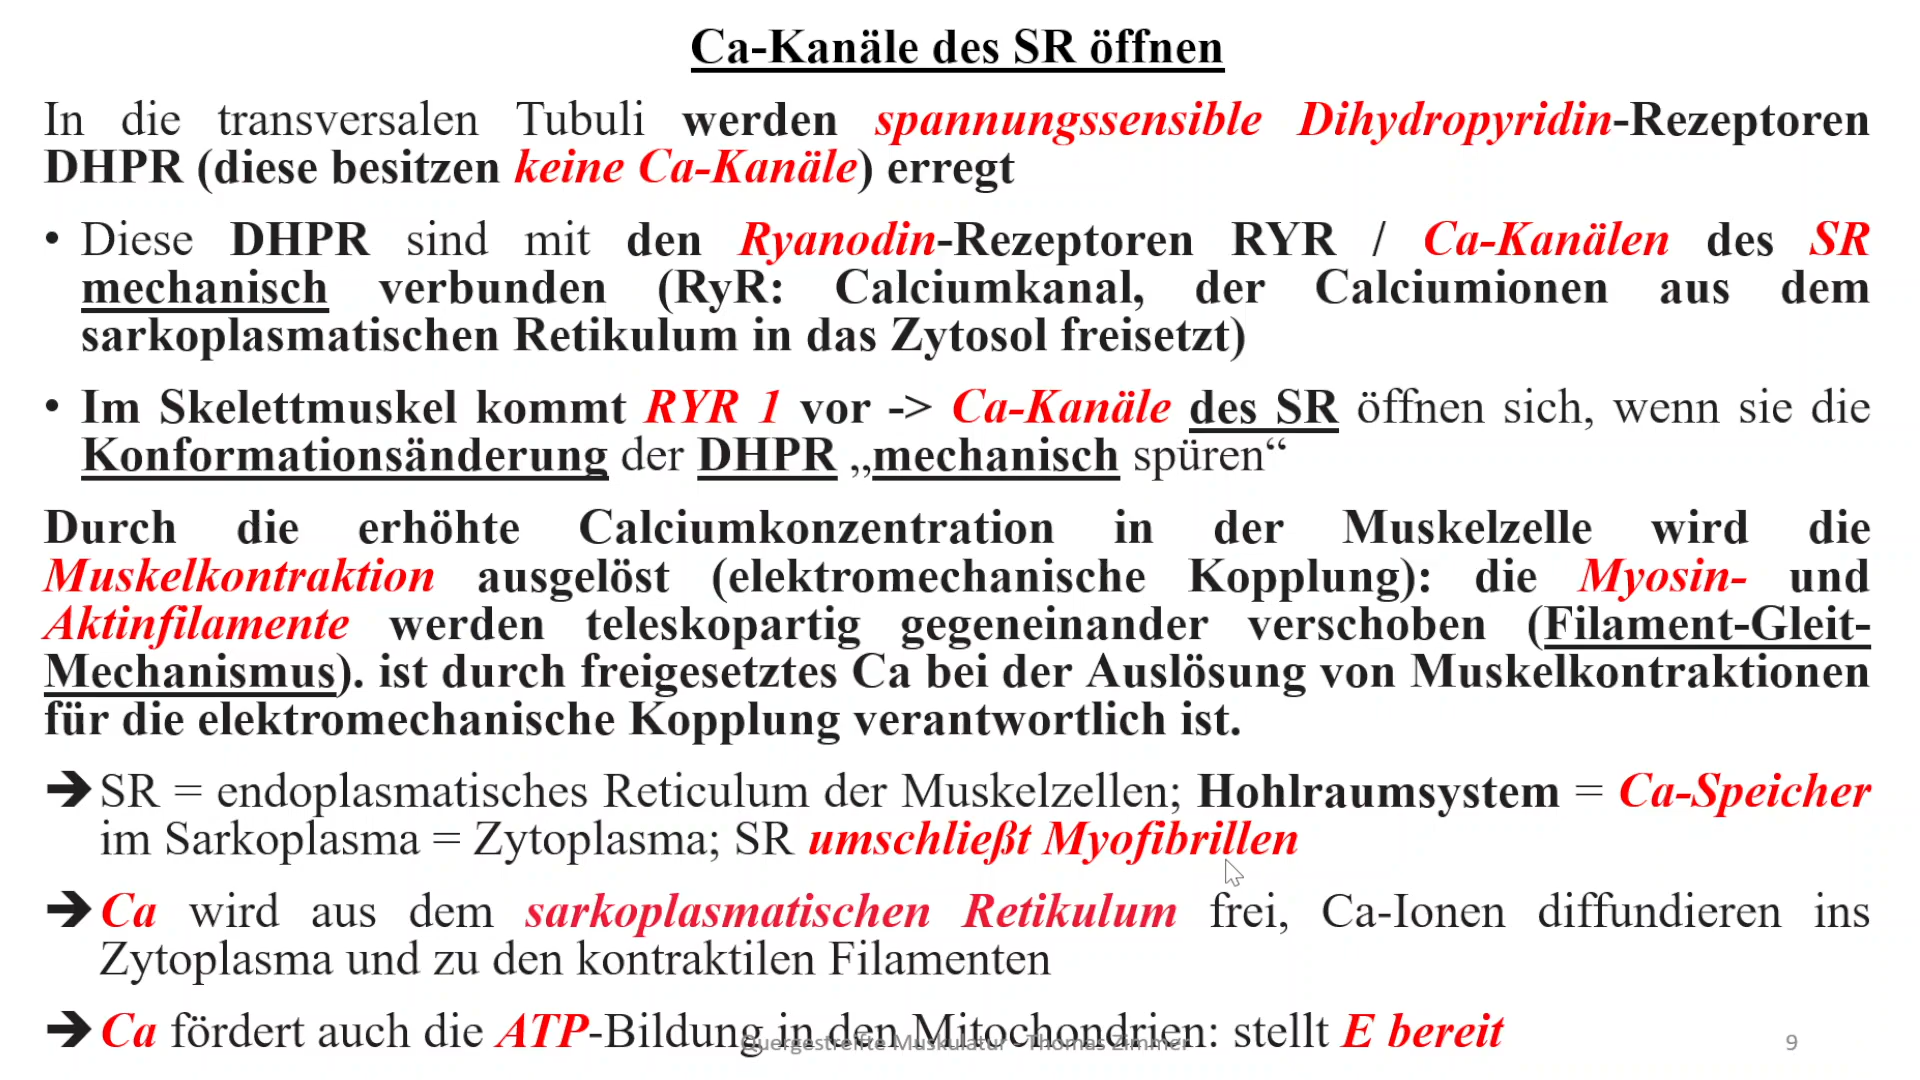 Ca-Kanäle des SR öffnen
In die transversalen Tubuli werden spannungssensible Dihydropyridin-Rezeptoren
DHPR (diese besitzen keine Ca-Kanäle) erregt
• Diese DHPR sind mit den Ryanodin-Rezeptoren RYR / Ca-Kanälen des SR
mechanisch verbunden (RyR: Calciumkanal, der Calciumionen aus dem
sarkoplasmatischen Retikulum in das Zytosol freisetzt)
• Im Skelettmuskel kommt RYR 1 vor -> Ca-Kanäle des SR öffnen sich, wenn sie die
Konformationsänderung der DHPR „mechanisch spüren“
Durch die erhöhte Calciumkonzentration in der Muskelzelle wird die
Muskelkontraktion ausgelöst (elektromechanische Kopplung): die Myosin- und
Aktinfilamente werden teleskopartig gegeneinander verschoben (Filament-Gleit-
Mechanismus). ist durch freigesetztes Ca bei der Auslösung von Muskelkontraktionen
für die elektromechanische Kopplung verantwortlich ist.
➔ SR = endoplasmatisches Reticulum der Muskelzellen; Hohlraumsystem = Ca-Speicher
im Sarkoplasma = Zytoplasma; SR umschließt Myofibrillen
➔ Ca wird aus dem sarkoplasmatischen Retikulum frei, Ca-Ionen diffundieren ins
Zytoplasma und zu den kontraktilen Filamenten
➔ Ca fördert auch die ATP-Bildung in den Mitochondrien: stellt E bereit
Quergestreifte Muskulatur - Thomas Zimmer
9